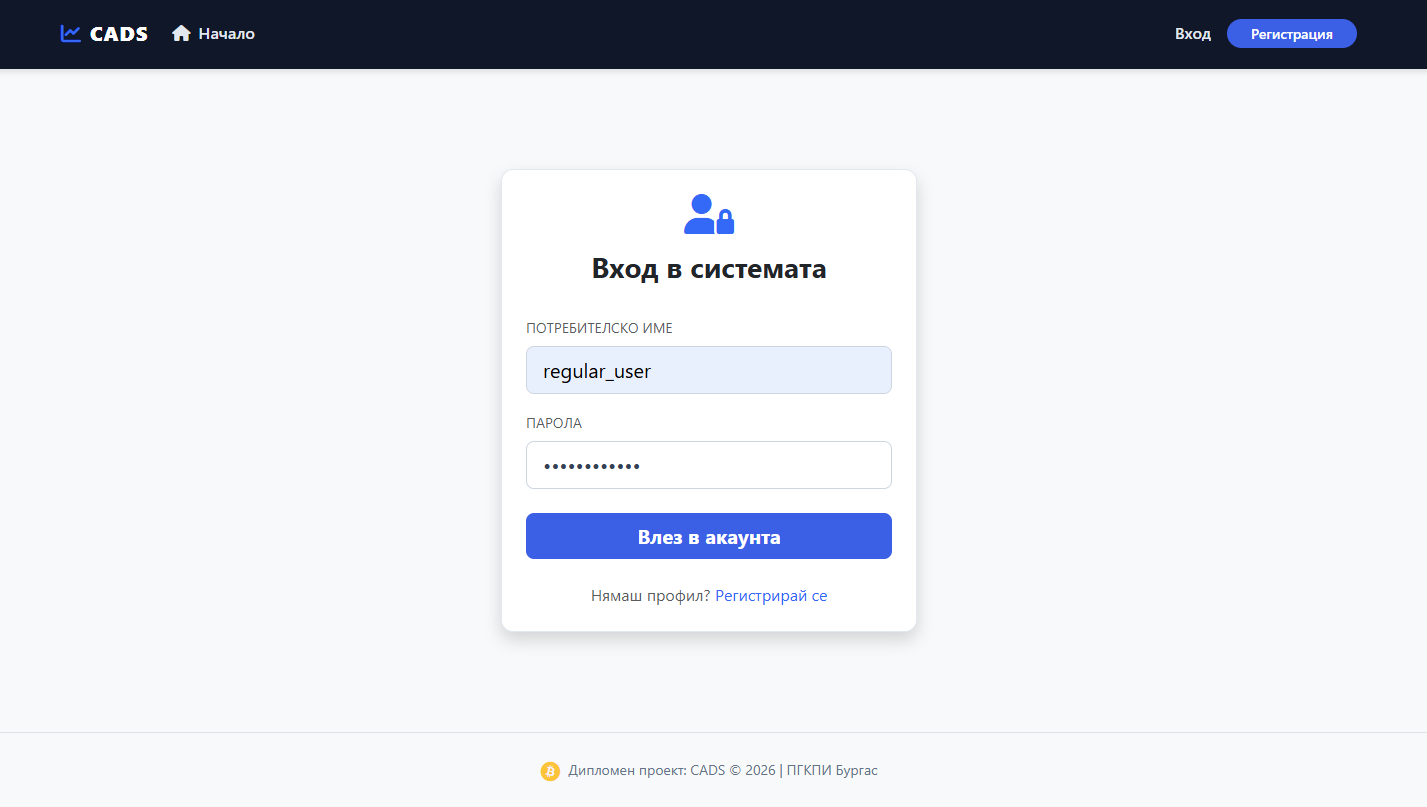 CADS Начало Вход Регистрация
Вход в системата
ПОТРЕБИТЕЛСКО ИМЕ
regular_user
ПАРОЛА
••••••••••••
Влез в акаунта
Нямаш профил? Регистрирай се
Дипломен проект: CADS © 2026 | ПГКПИ Бургас